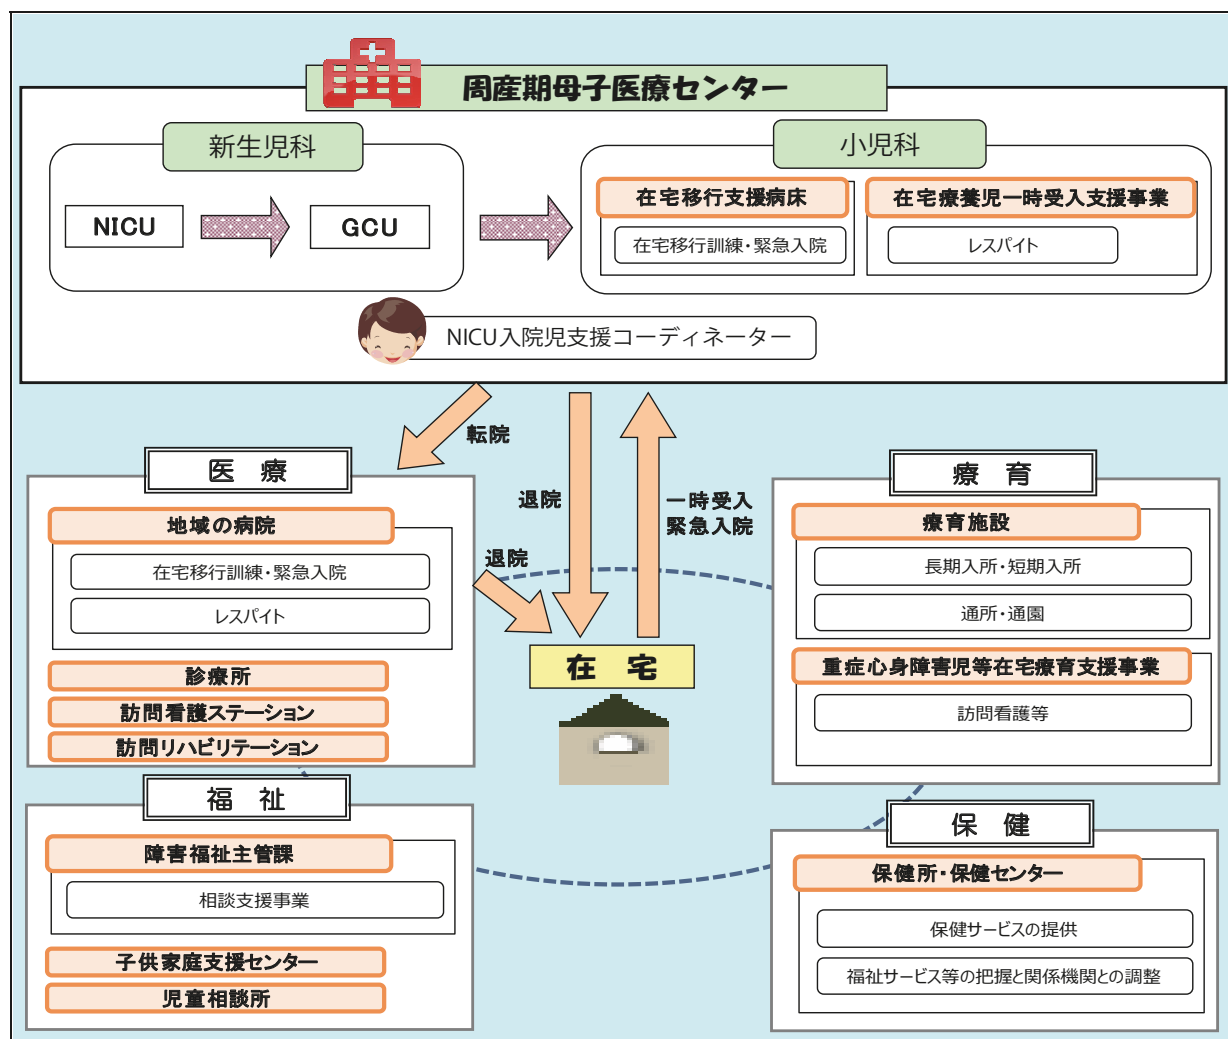 周産期母子医療センター
新生児科
NICU
GCU
小児科
在宅移行支援病床
在宅移行訓練・緊急入院
在宅療養児一時受入支援事業
レスパイト
NICU入院児支援コーディネーター
転院
退院
一時受入
緊急入院
退院
在 宅
医 療
地域の病院
在宅移行訓練・緊急入院
レスパイト
診療所
訪問看護ステーション
訪問リハビリテーション
療 育
療育施設
長期入所・短期入所
通所・通園
重症心身障害児等在宅療育支援事業
訪問看護等
福 祉
障害福祉主管課
相談支援事業
子供家庭支援センター
児童相談所
保 健
保健所・保健センター
保健サービスの提供
福祉サービス等の把握と関係機関との調整